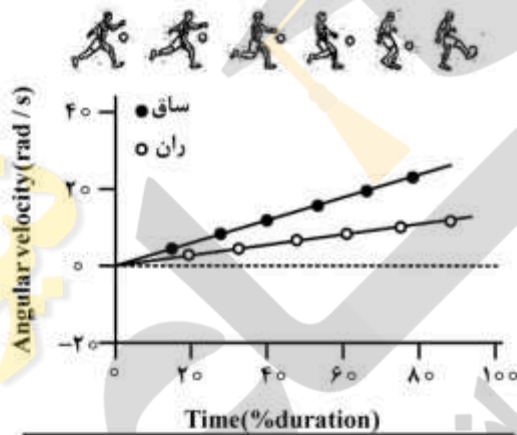 ۴۰
● ساق
○ ران
۲۰
۰
-۲۰
Angular velocity(rad / s)
۰ ۲۰ ۴۰ ۶۰ ۸۰ ۱۰۰
Time(%duration)